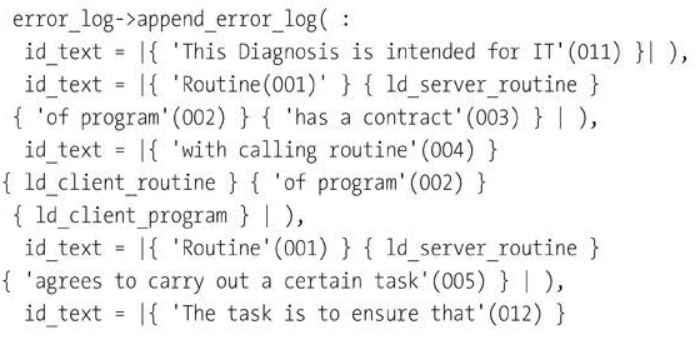 error_log->append_error_log( :
id_text = |{ 'This Diagnosis is intended for IT'(011) }| ),
id_text = |{ 'Routine(001)' } { ld_server_routine }
{ 'of program'(002) } { 'has a contract'(003) } | ),
id_text = |{ 'with calling routine'(004) }
{ ld_client_routine } { 'of program'(002) }
{ ld_client_program } | ),
id_text = |{ 'Routine'(001) } { ld_server_routine }
{ 'agrees to carry out a certain task'(005) } | ),
id_text = |{ 'The task is to ensure that'(012) }